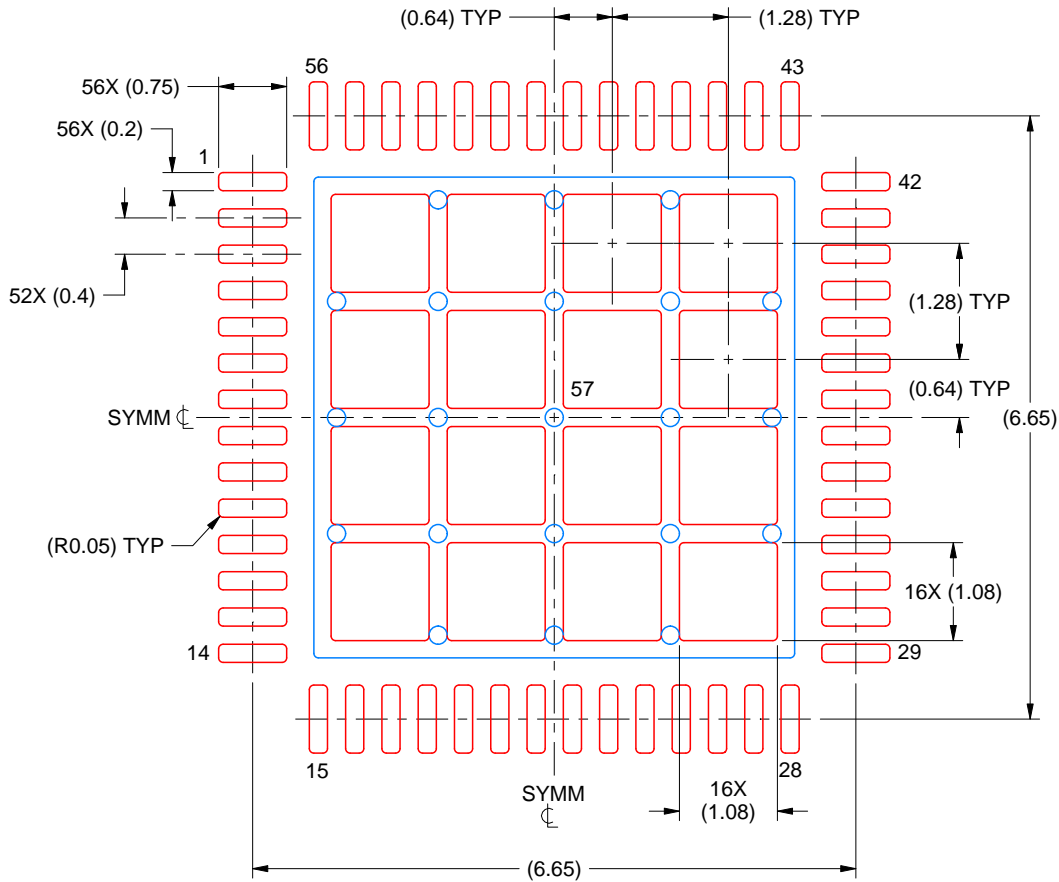 (0.64) TYP
(1.28) TYP
56
43
56X (0.75)
56X (0.2)
1
42
52X (0.4)
(1.28) TYP
57
(0.64) TYP
SYMM ℄
(6.65)
(R0.05) TYP
16X (1.08)
14
29
15
28
SYMM
℄
16X
(1.08)
(6.65)